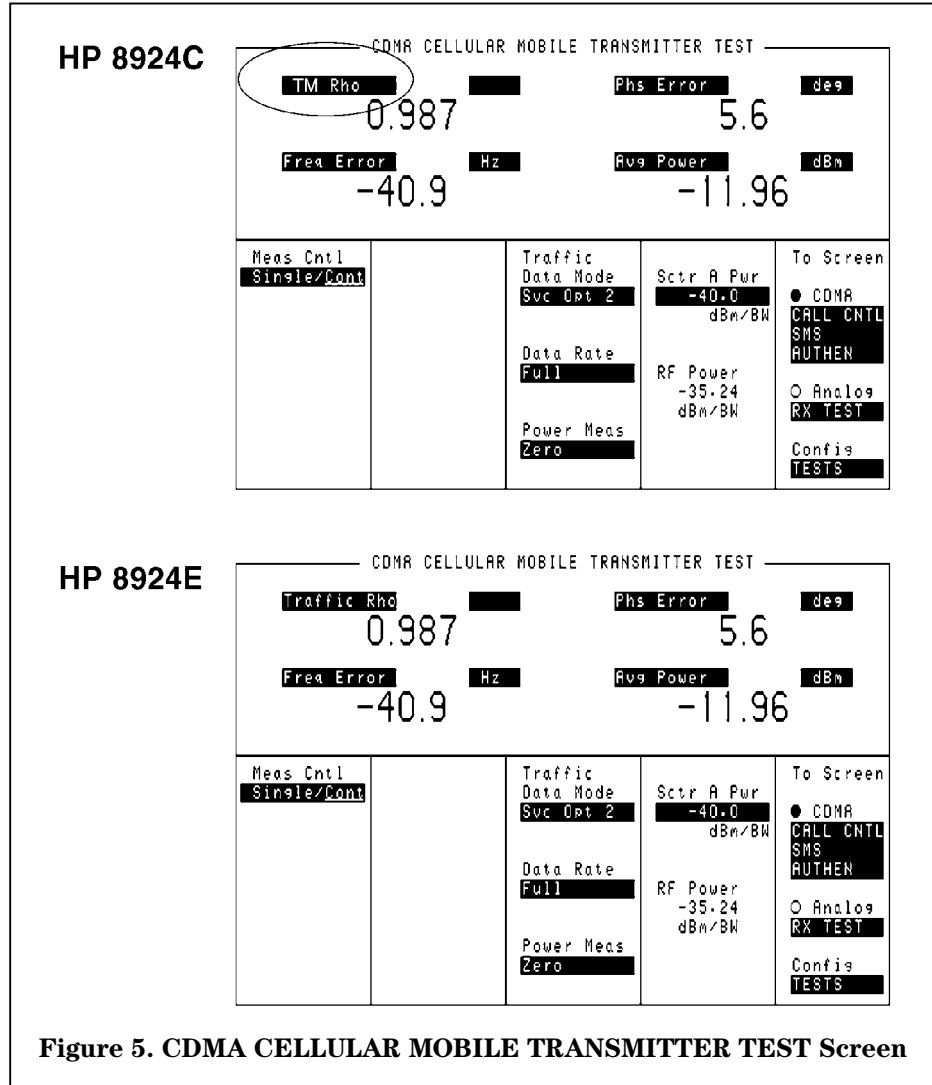 HP 8924C
CDMA CELLULAR MOBILE TRANSMITTER TEST
TM Rho
0.987
Phs Error deg
5.6
Freq Error Hz
-40.9
Avg Power dBm
-11.96
Meas Cntl
Single/Cont
Traffic
Data Mode
Svc Opt 2
Data Rate
Full
Power Meas
Zero
Sctr A Pwr
-40.0
dBm/BW
RF Power
-35.24
dBm/BW
To Screen
CDMA
CALL CNTL
SMS
AUTHEN
Analog
RX TEST
Config
TESTS
HP 8924E
CDMA CELLULAR MOBILE TRANSMITTER TEST
Traffic Rho
0.987
Phs Error deg
5.6
Freq Error Hz
-40.9
Avg Power dBm
-11.96
Meas Cntl
Single/Cont
Traffic
Data Mode
Svc Opt 2
Data Rate
Full
Power Meas
Zero
Sctr A Pwr
-40.0
dBm/BW
RF Power
-35.24
dBm/BW
To Screen
CDMA
CALL CNTL
SMS
AUTHEN
Analog
RX TEST
Config
TESTS
Figure 5. CDMA CELLULAR MOBILE TRANSMITTER TEST Screen